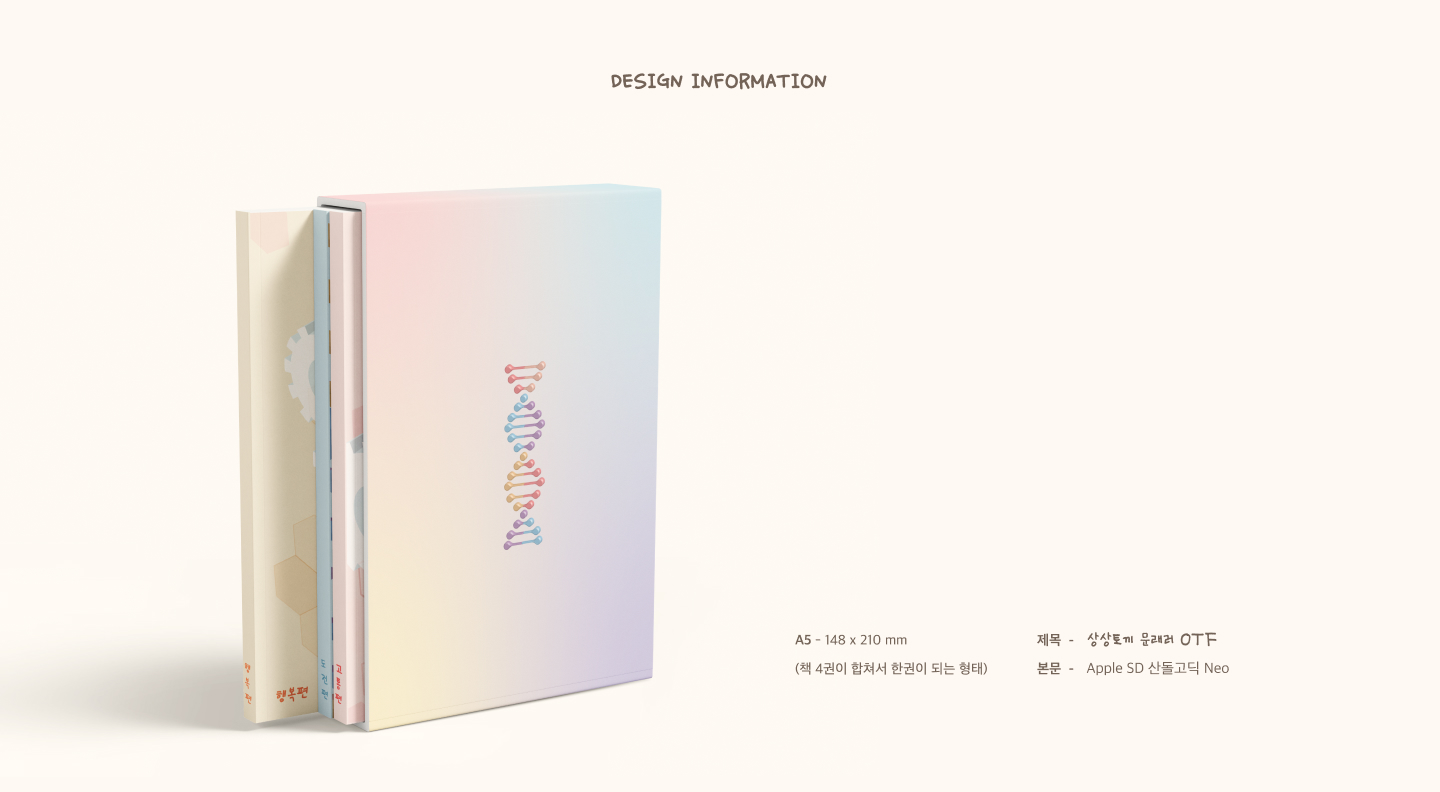 DESIGN INFORMATION
행복편
행복편
도전편
고통편
A5 - 148 x 210 mm
(책 4권이 합쳐서 한권이 되는 형태)
제목 - 상상토끼 문래러 OTF
본문 - Apple SD 산돌고딕 Neo